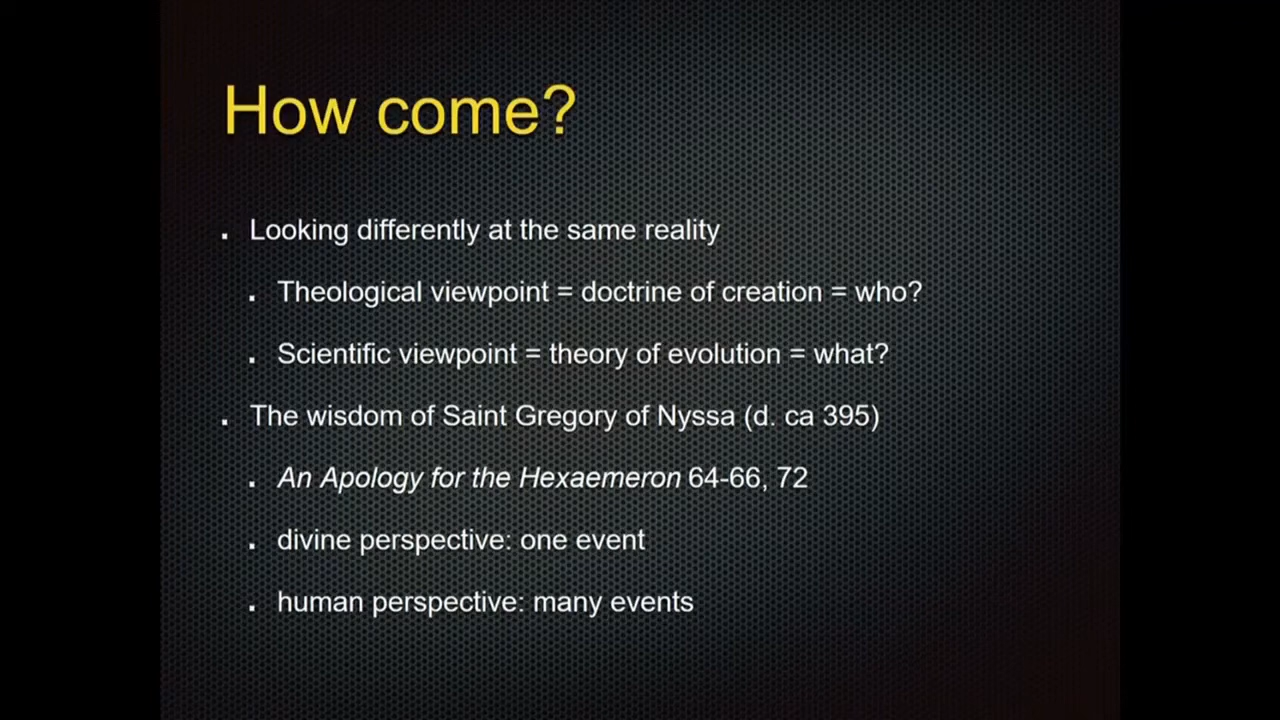 How come?
Looking differently at the same reality
Theological viewpoint = doctrine of creation = who?
Scientific viewpoint = theory of evolution = what?
The wisdom of Saint Gregory of Nyssa (d. ca 395)
An Apology for the Hexaemeron 64-66, 72
divine perspective: one event
human perspective: many events